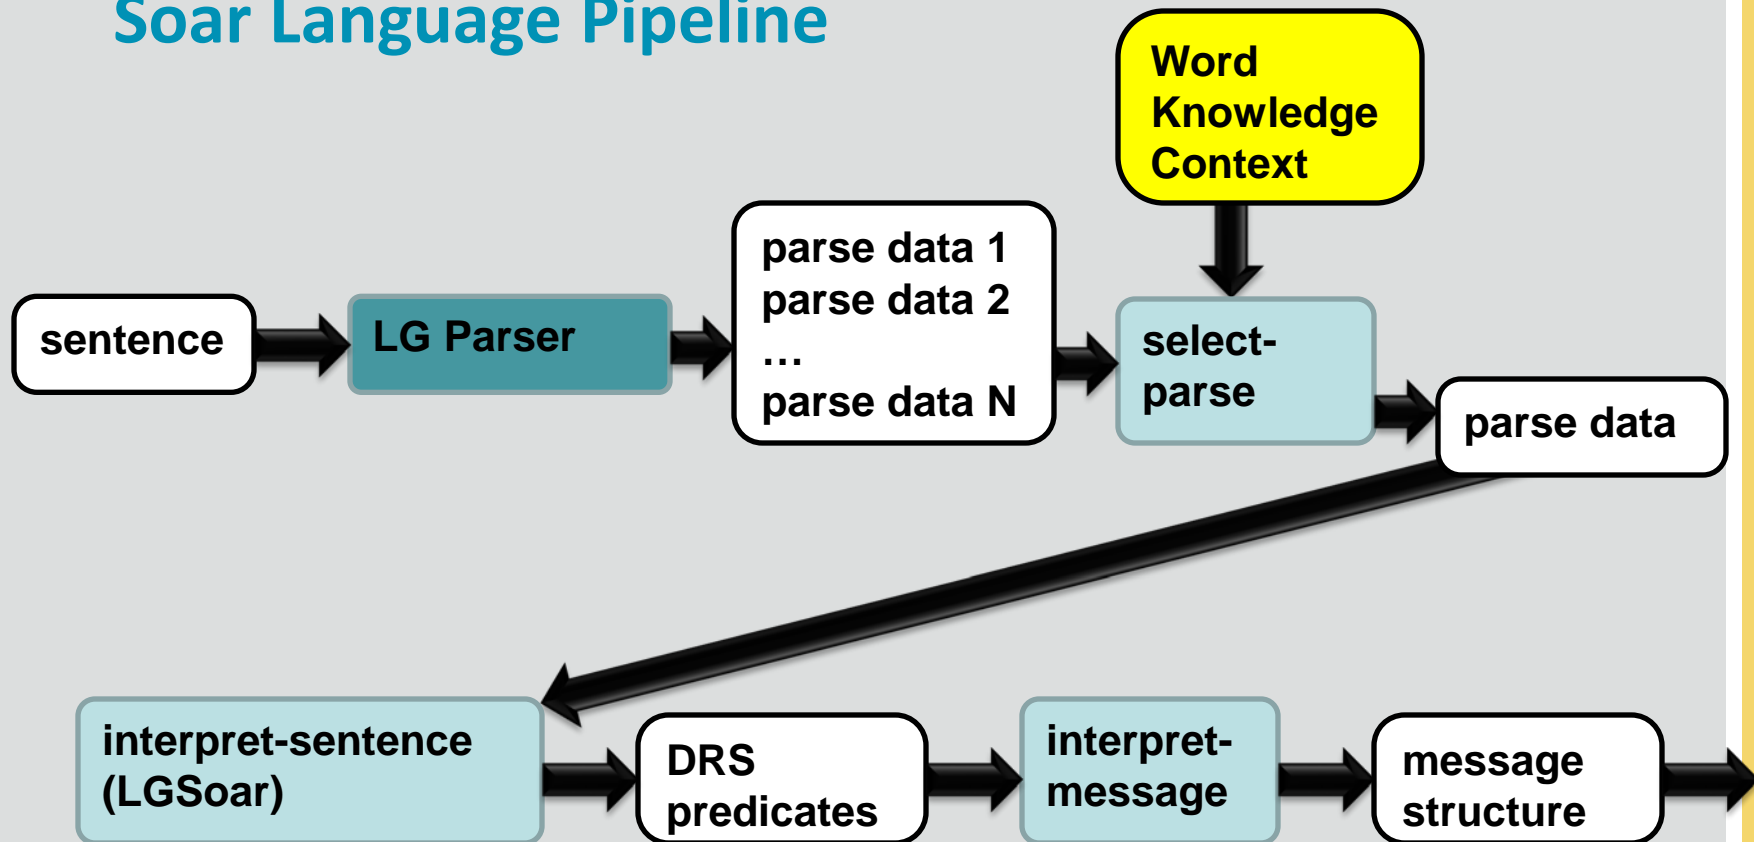 Soar Language Pipeline
Word
Knowledge
Context
sentence
LG Parser
parse data 1
parse data 2
…
parse data N
select-
parse
parse data
interpret-sentence
(LGSoar)
DRS
predicates
interpret-
message
message
structure